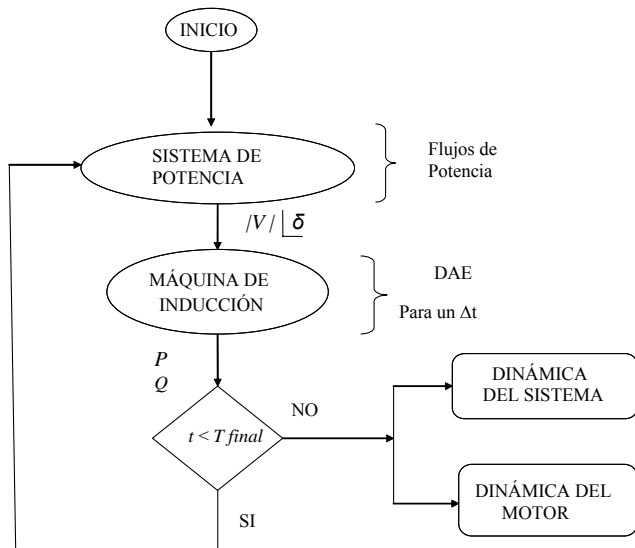 INICIO
SISTEMA DE
POTENCIA
Flujos de
Potencia
|V| δ
MÁQUINA DE
INDUCCIÓN
DAE
Para un Δt
P
Q
t < T final
NO
DINÁMICA
DEL SISTEMA
DINÁMICA DEL
MOTOR
SI